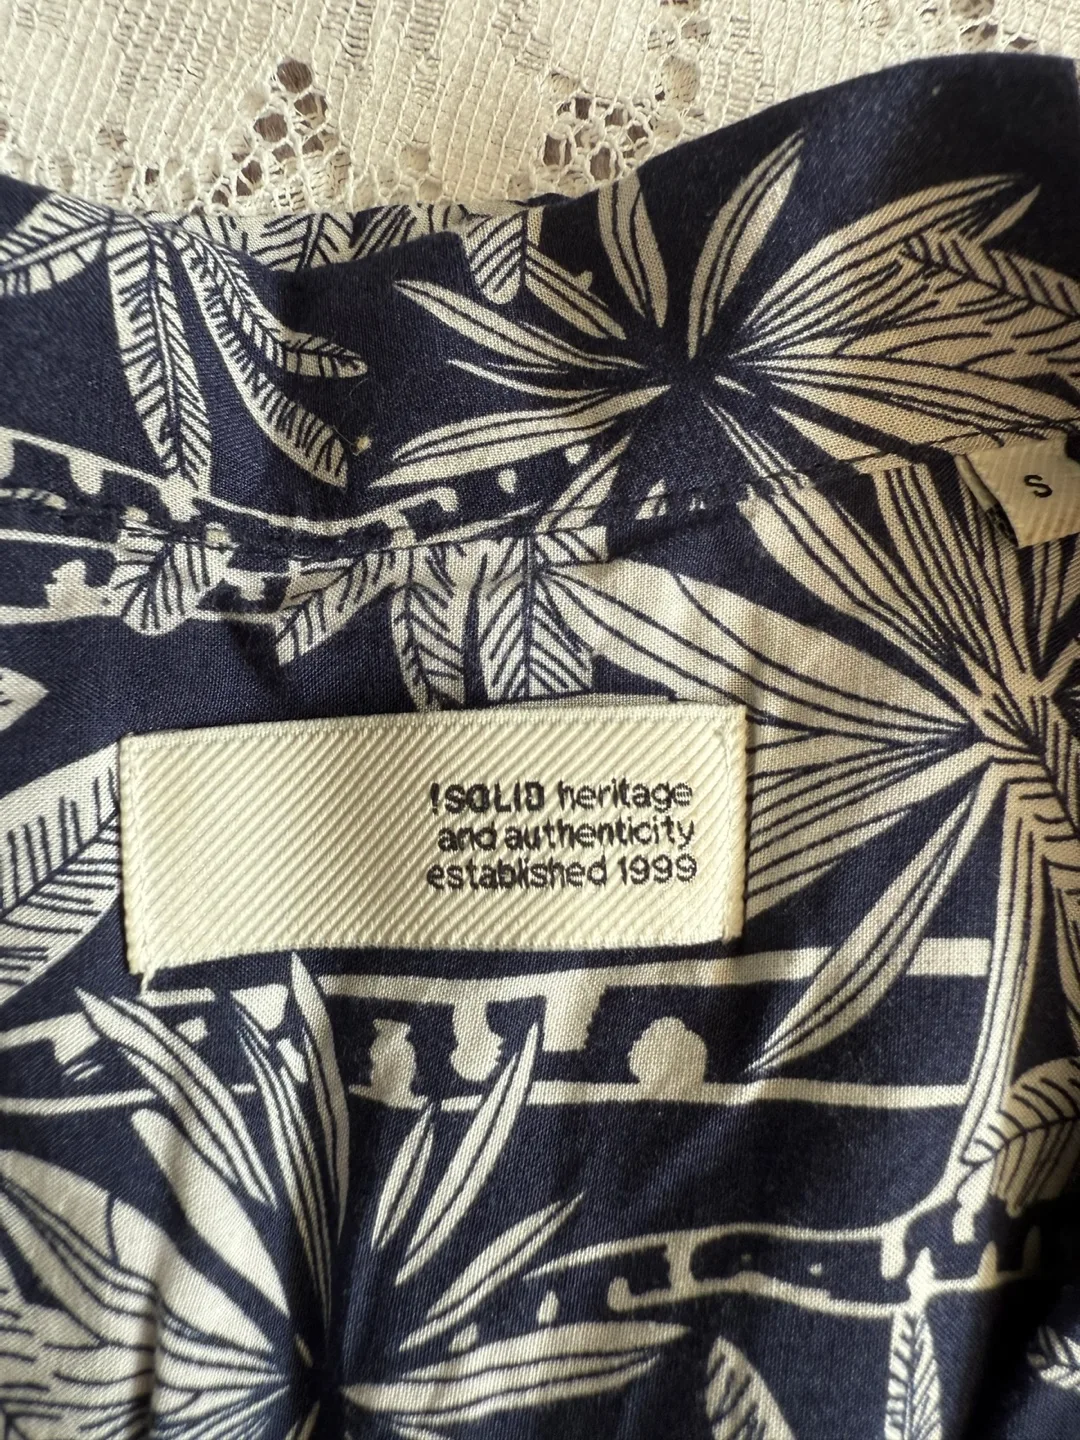 S
!SOLID heritage
and authenticity
established 1999